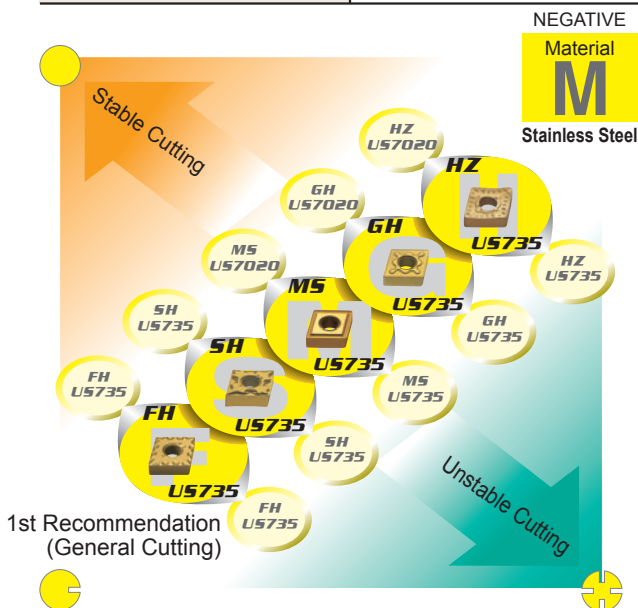 NEGATIVE
Material
M
Stainless Steel
Stable Cutting
HZ
US7020
HZ
US735
GH
US7020
GH
US735
HZ
US735
MS
US7020
MS
US735
GH
US735
SH
US735
SH
US735
MS
US735
FH
US735
FH
US735
SH
US735
FH
US735
Unstable Cutting
1st Recommendation
(General Cutting)